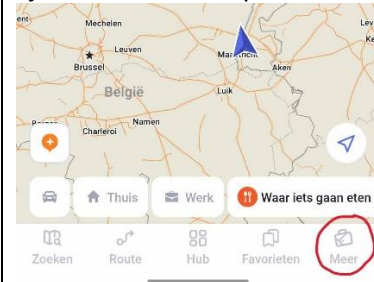 Mechelen
Leuven
Brussel
Aken
België
Luik
Namen
Charleroi
Thuis
Werk
Waar iets gaan eten
Zoeken
Route
Hub
Favorieten
Meer